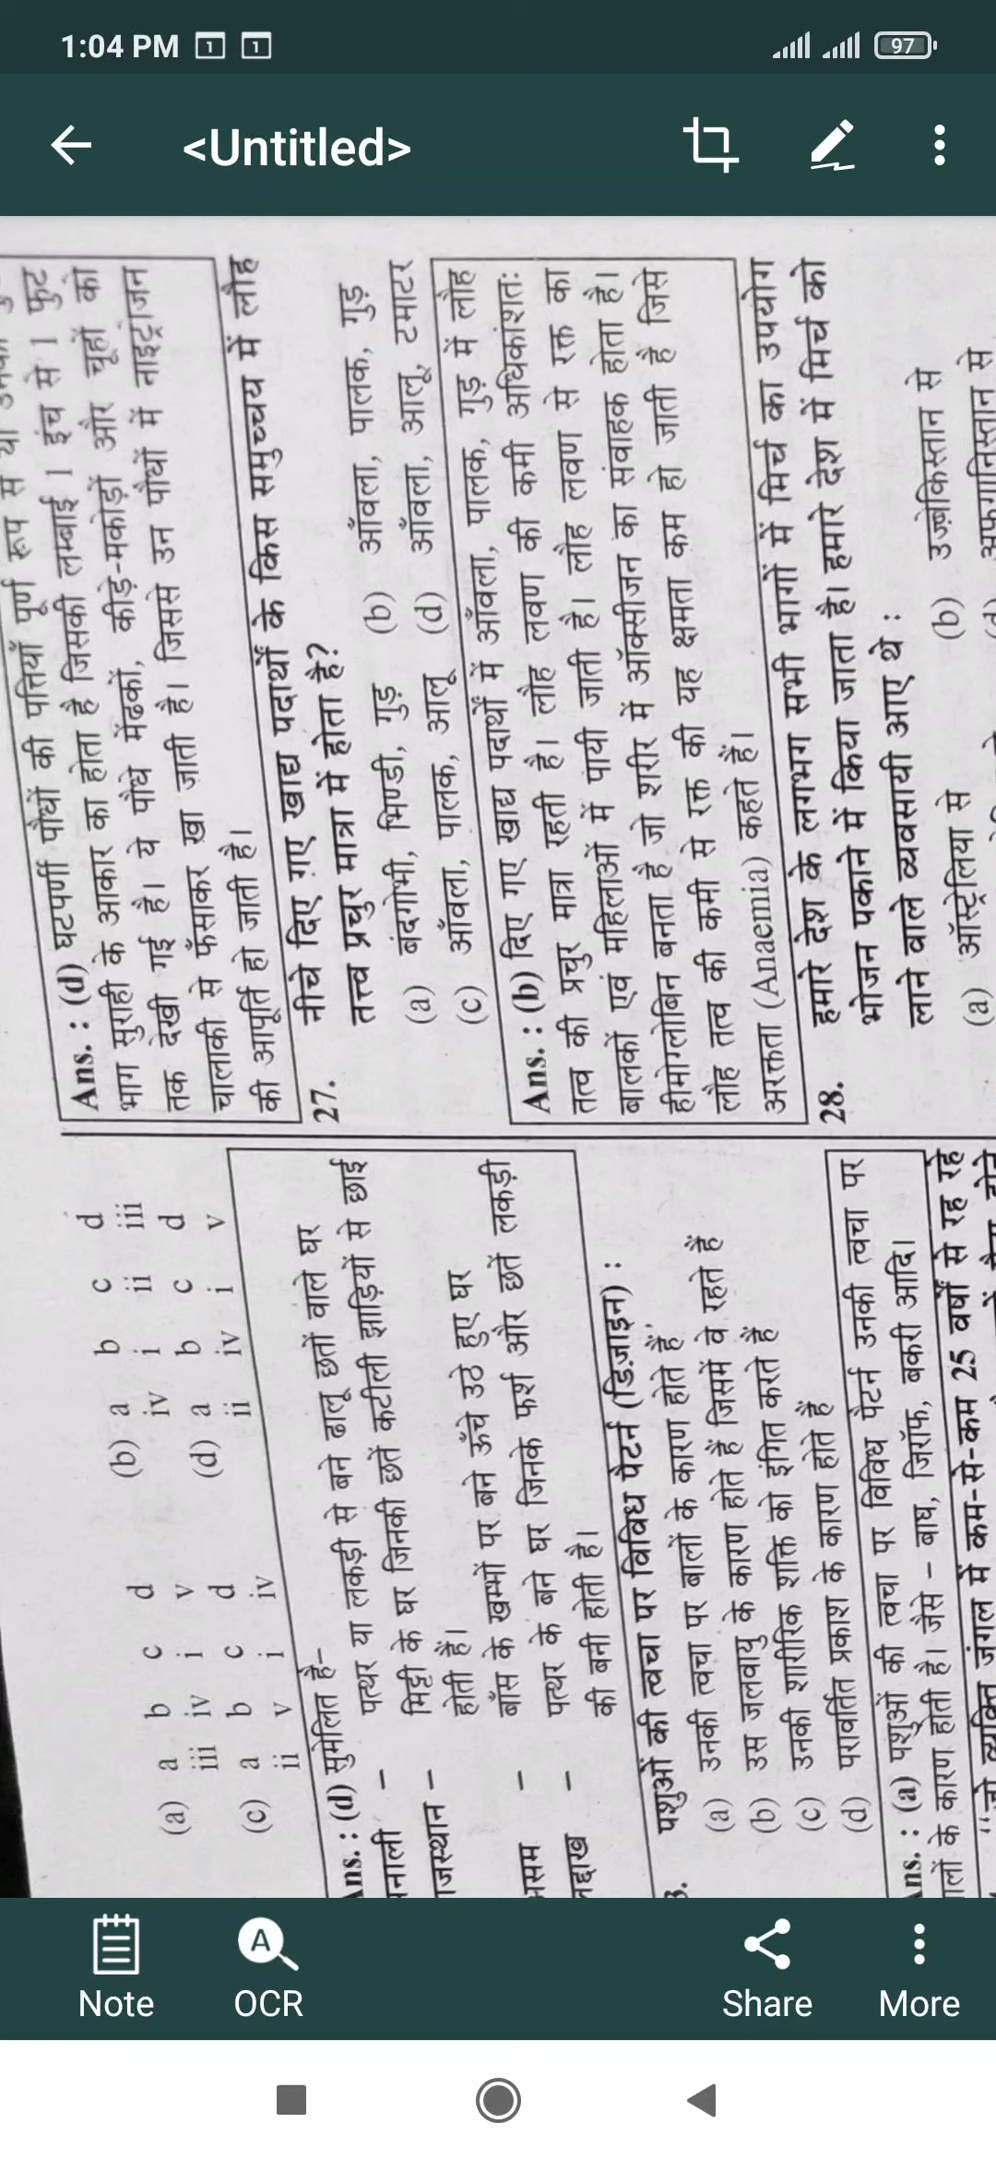 1:04 PM
1
1
97
<Untitled>
(a) a b c d (b) a b c d
iii iv i v iv i ii iii
(c) a b c d (d) a b c d
ii v i iv ii iv i v
ns. : (d) सुमेलित है–
नाली – पत्थर या लकड़ी से बने ढालू छतों वाले घर
जस्थान – मिट्टी के घर जिनकी छतें कटीली झाड़ियों से छाई
होती हैं।
सम – बाँस के खम्भों पर बने ऊँचे उठे हुए घर
द्दाख – पत्थर के बने घर जिनके फर्श और छतें लकड़ी
की बनी होती हैं।
पशुओं की त्वचा पर विविध पैटर्न (डिज़ाइन) :
(a) उनकी त्वचा पर बालों के कारण होते हैं
(b) उस जलवायु के कारण होते हैं जिसमें वे रहते हैं
(c) उनकी शारीरिक शक्ति को इंगित करते हैं
(d) परावर्तित प्रकाश के कारण होते हैं
ns. : (a) पशुओं की त्वचा पर विविध पैटर्न उनकी त्वचा पर
लों के कारण होती है। जैसे – बाघ, जिराफ, बकरी आदि।
व्यक्ति जंगल में कम-से-कम 25 वर्षों से रह रहे
रूप से
Ans. : (d) घटपर्णी पौधों की पत्तियाँ पूर्ण
भाग सुराही के आकार का होता है जिसकी लम्बाई 1 इंच से 1 फुट
तक देखी गई है। ये पौधे मेंढकों, कीड़े-मकोड़ों और चूहों को
चालाकी से फँसाकर खा जाती हैं। जिससे उन पौधों में नाइट्रोजन
की आपूर्ति हो जाती है।
27. नीचे दिए गए खाद्य पदार्थों के किस समुच्चय में लौह
तत्त्व प्रचुर मात्रा में होता है?
(a) बंदगोभी, भिण्डी, गुड़ (b) आँवला, पालक, गुड़
(c) आँवला, पालक, आलू (d) आँवला, आलू, टमाटर
Ans. : (b) दिए गए खाद्य पदार्थों में आँवला, पालक, गुड़ में लौह
तत्व की प्रचुर मात्रा रहती है। लौह लवण की कमी अधिकांशतः
बालकों एवं महिलाओं में पायी जाती है। लौह लवण से रक्त का
हीमोग्लोबिन बनता है जो शरीर में ऑक्सीजन का संवाहक होता है।
लौह तत्व की कमी से रक्त की यह क्षमता कम हो जाती है जिसे
अरक्तता (Anaemia) कहते हैं।
28. हमारे देश के लगभग सभी भागों में मिर्च का उपयोग
भोजन पकाने में किया जाता है। हमारे देश में मिर्च को
लाने वाले व्यवसायी आए थे :
(a) ऑस्ट्रेलिया से (b) उज़्बेकिस्तान से
अफगानिस्तान से
Note
OCR
Share
More